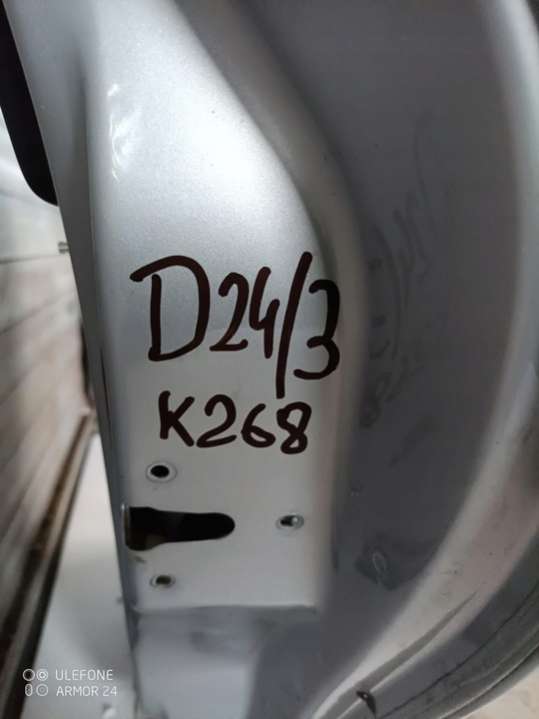 D24/3
K268
ULEFONE
ARMOR 24